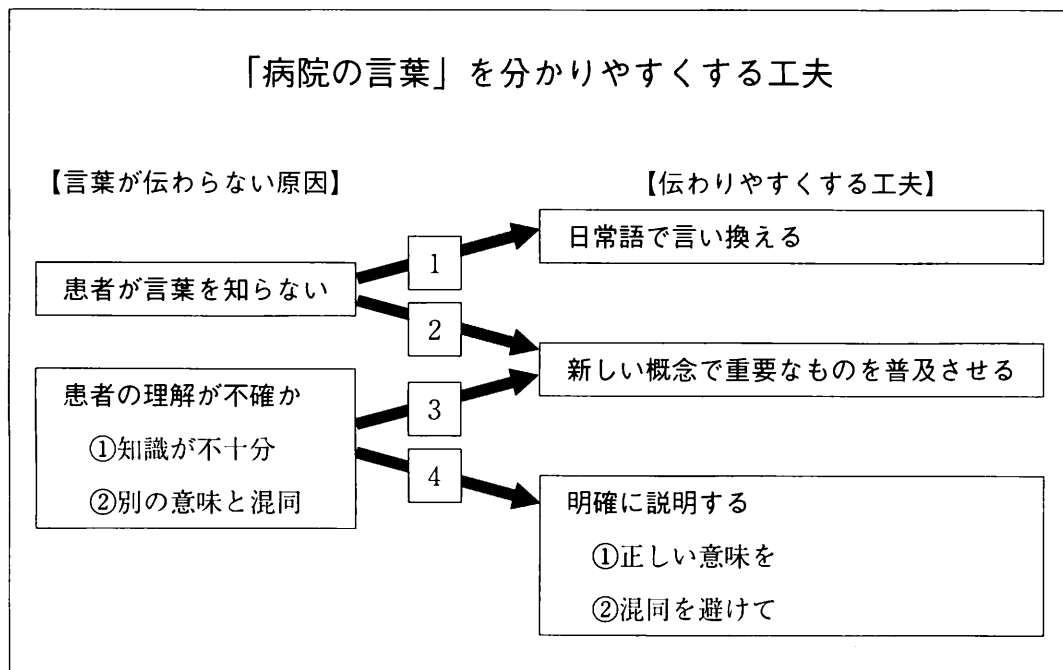 「病院の言葉」を分かりやすくする工夫
【言葉が伝わらない原因】
【伝わりやすくする工夫】
患者が言葉を知らない
患者の理解が不確か
①知識が不十分
②別の意味と混同
1
2
3
4
日常語で言い換える
新しい概念で重要なものを普及させる
明確に説明する
①正しい意味を
②混同を避けて